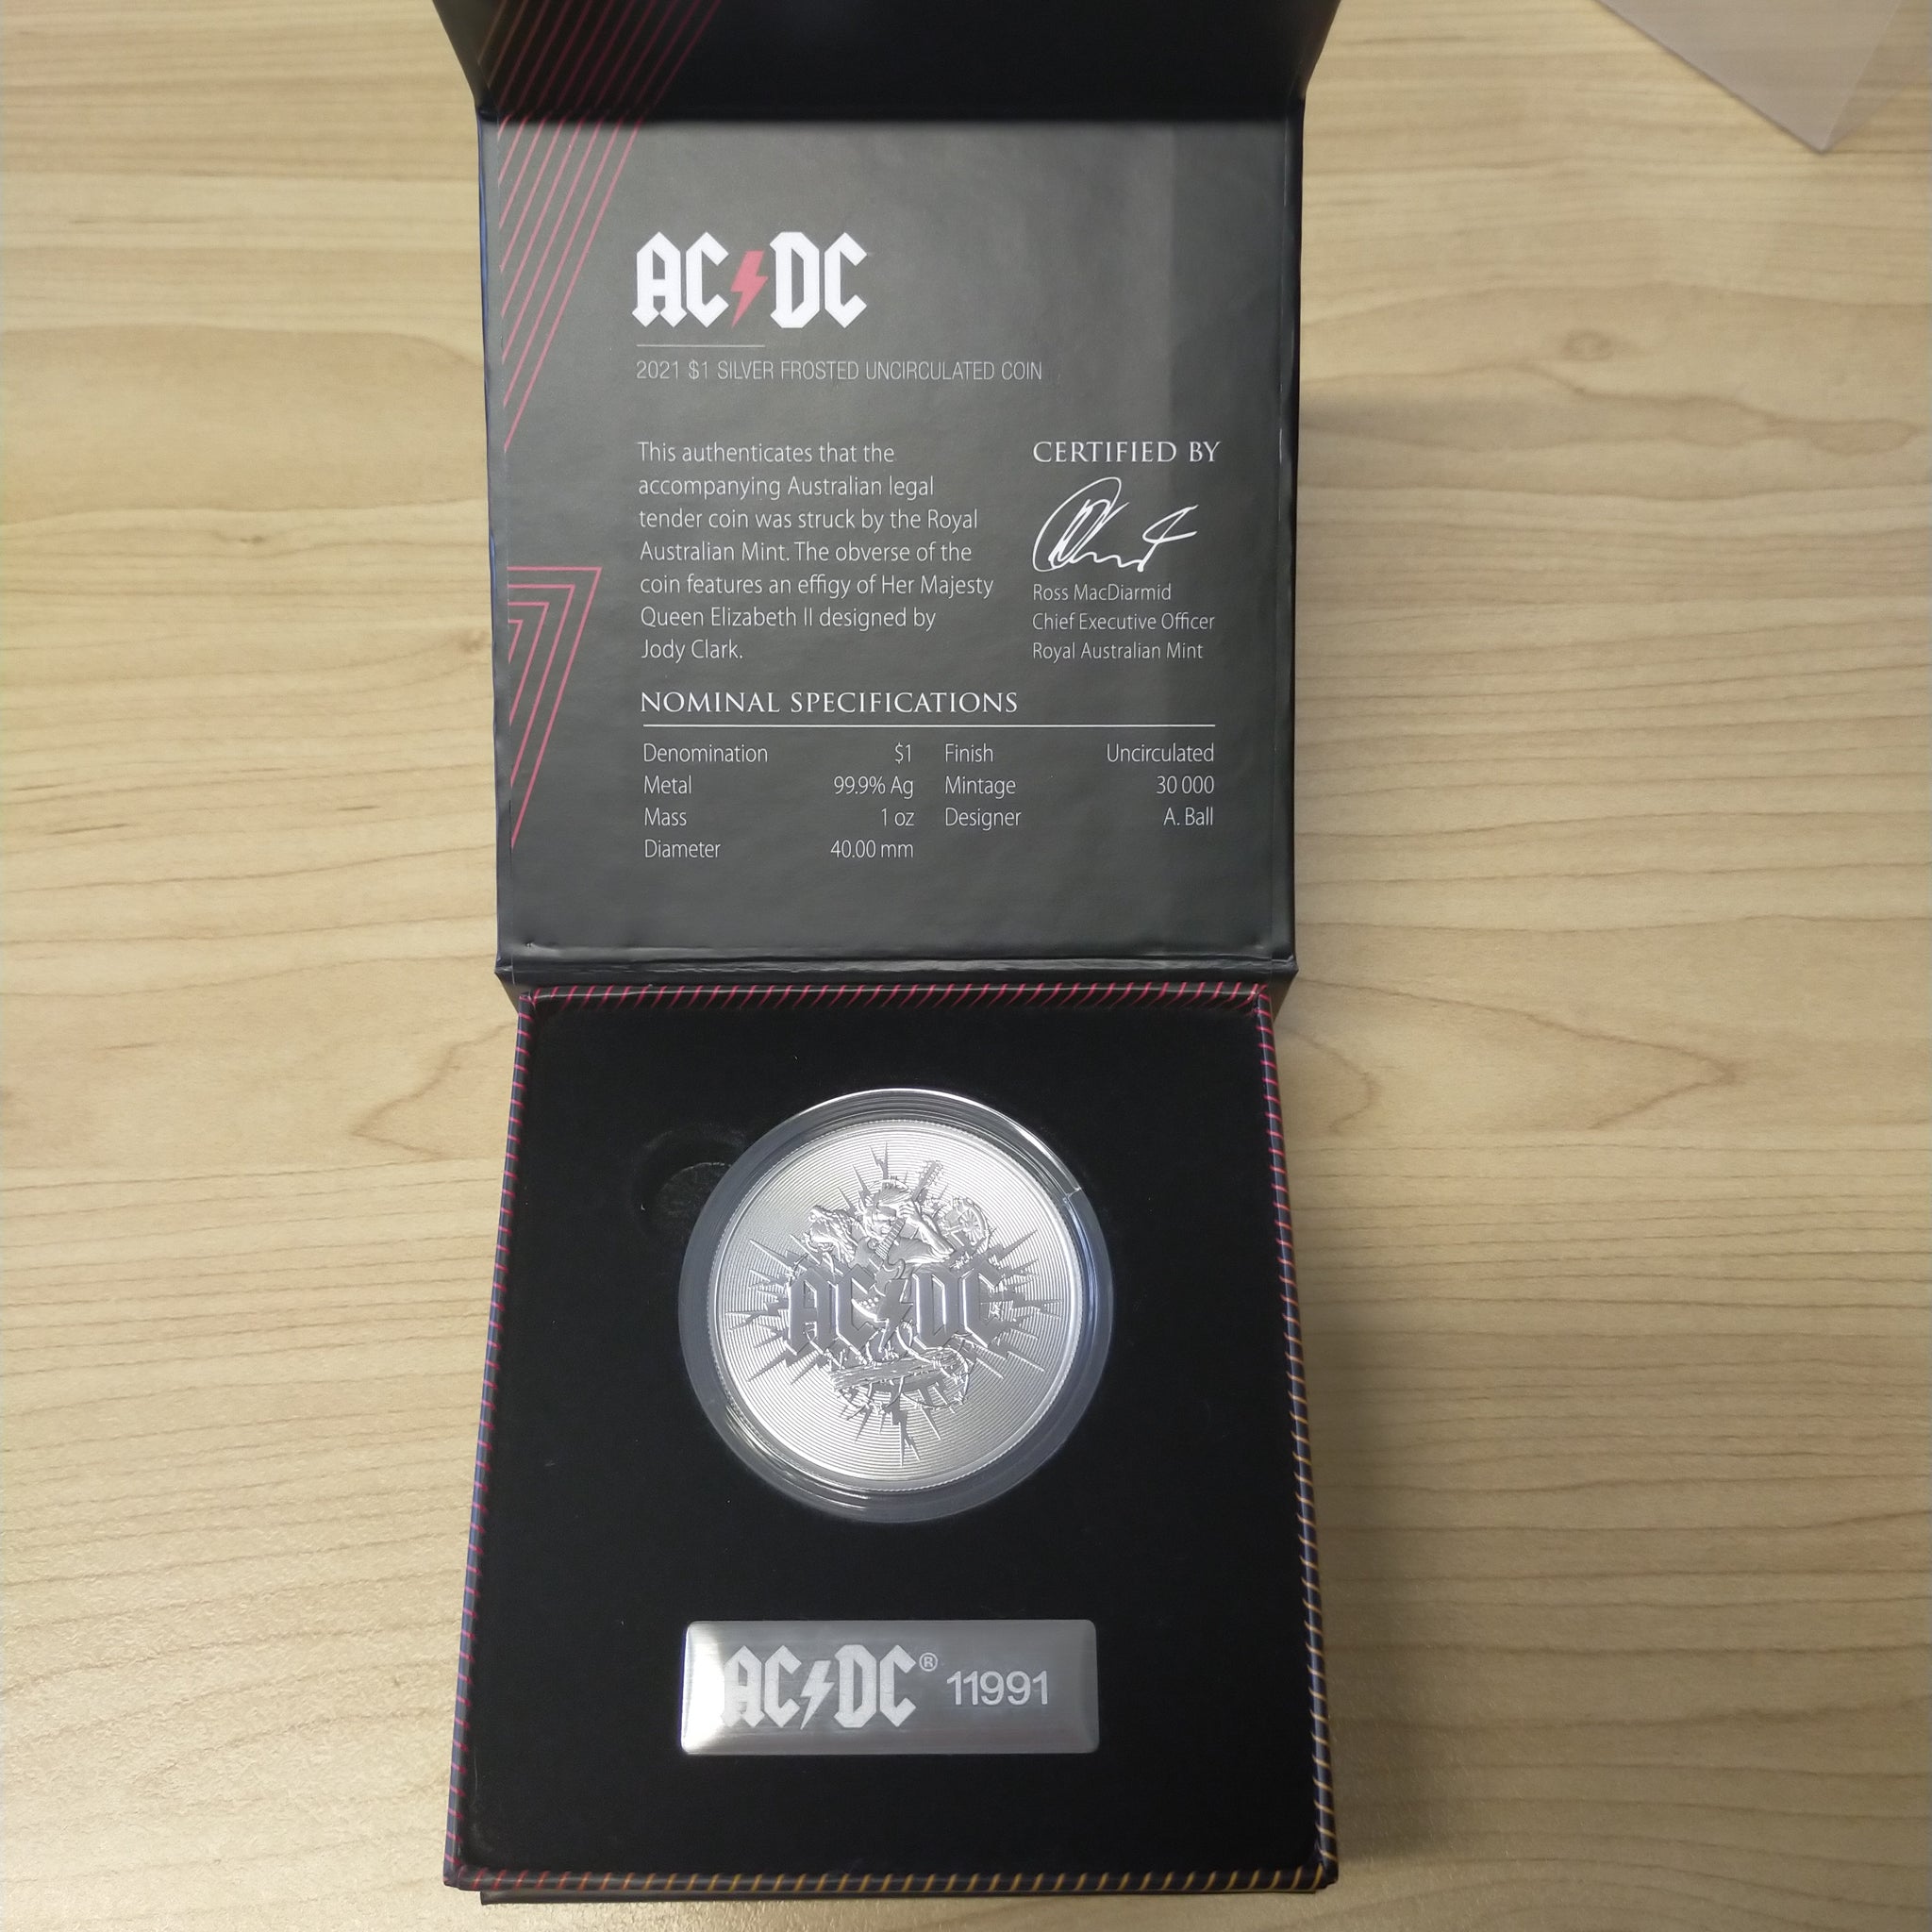 AC DC
2021 $1 SILVER FROSTED UNCIRCULATED COIN
This authenticates that the
accompanying Australian legal
tender coin was struck by the Royal
Australian Mint. The obverse of the
coin features an effigy of Her Majesty
Queen Elizabeth II designed by
Jody Clark.
CERTIFIED BY
Ross MacDiarmid
Chief Executive Officer
Royal Australian Mint
NOMINAL SPECIFICATIONS
Denomination $1 Finish Uncirculated
Metal 99.9% Ag Mintage 30 000
Mass 1 oz Designer A. Ball
Diameter 40.00 mm
AC DC
AC DC® 11991